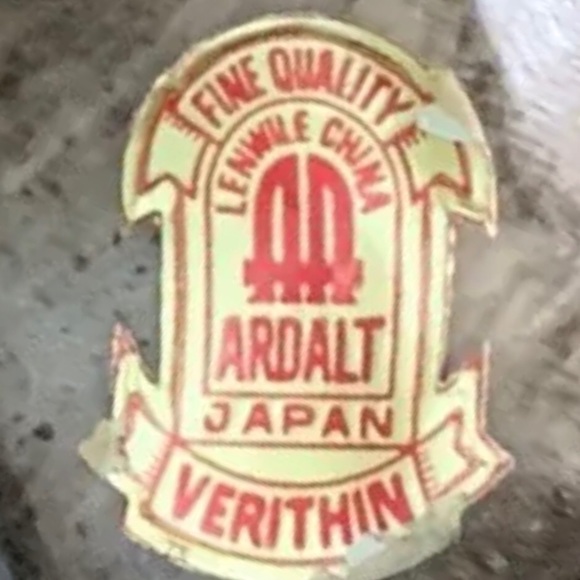 FINE QUALITY
LENWILE CHINA
ARDALT
JAPAN
VERITHIN